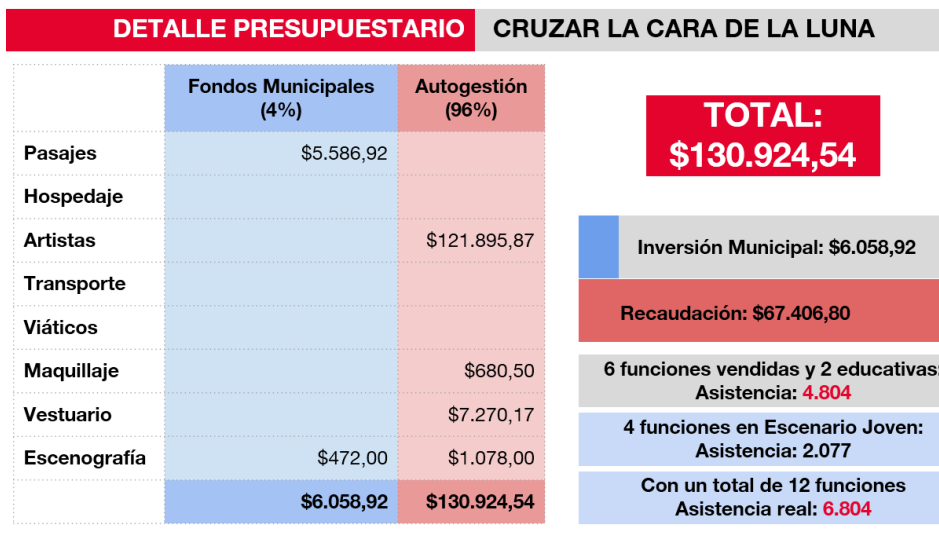 DETALLE PRESUPUESTARIO CRUZAR LA CARA DE LA LUNA
Fondos Municipales (4%) Autogestión (96%)
Pasajes $5.586,92
Hospedaje
Artistas $121.895,87
Transporte
Viáticos
Maquillaje $680,50
Vestuario $7.270,17
Escenografía $472,00 $1.078,00
$6.058,92 $130.924,54
TOTAL:
$130.924,54
Inversión Municipal: $6.058,92
Recaudación: $67.406,80
6 funciones vendidas y 2 educativas:
Asistencia: 4.804
4 funciones en Escenario Joven:
Asistencia: 2.077
Con un total de 12 funciones
Asistencia real: 6.804